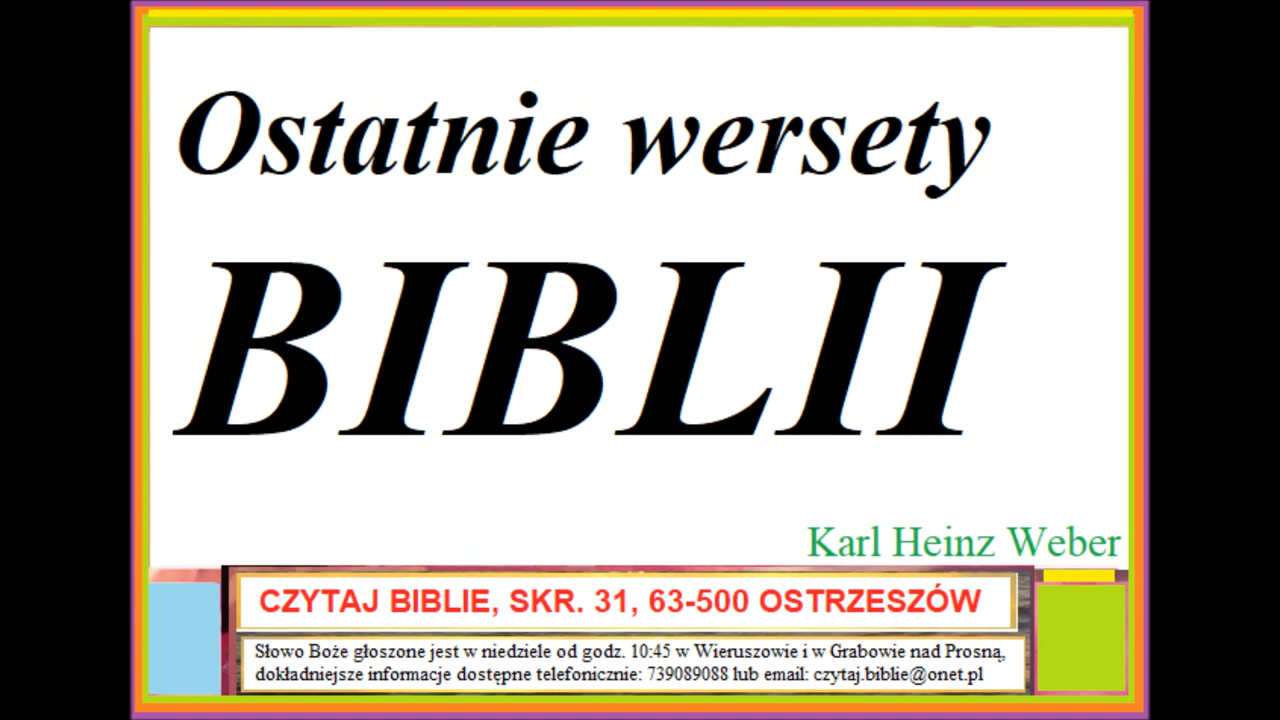 Ostatnie wersety
BIBLII
Karl Heinz Weber
CZYTAJ BIBLIE, SKR. 31, 63-500 OSTRZESZÓW
Słowo Boże głoszone jest w niedziele od godz. 10:45 w Wieruszowie i w Grabowie nad Prosną,
dokładniejsze informacje dostępne telefonicznie: 739089088 lub email: czytaj.biblie@onet.pl